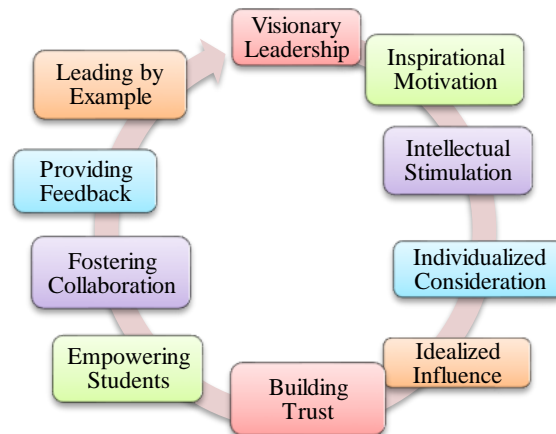 Visionary
Leadership
Inspirational
Motivation
Intellectual
Stimulation
Individualized
Consideration
Idealized
Influence
Building
Trust
Empowering
Students
Fostering
Collaboration
Providing
Feedback
Leading by
Example